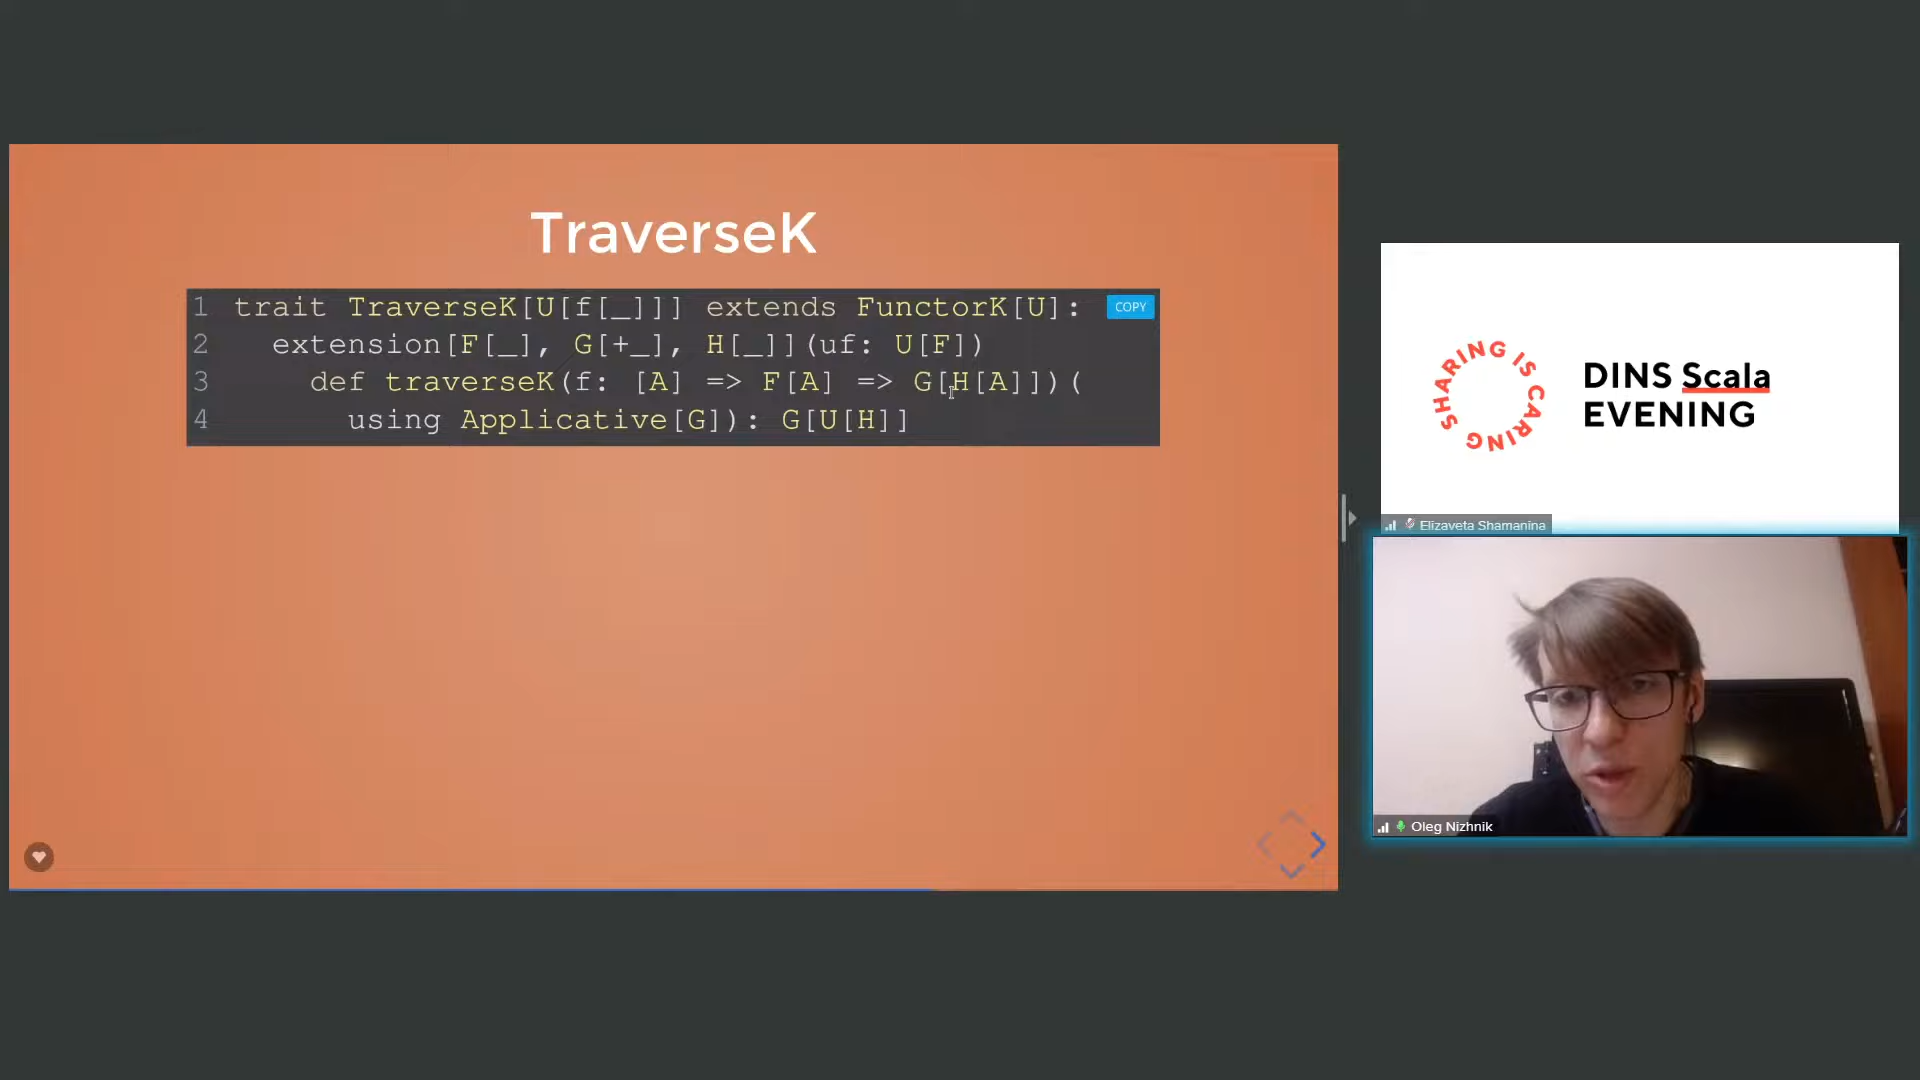 TraverseK
1 trait TraverseK[U[f[_]]] extends FunctorK[U]:
COPY
2 extension[F[_], G[+_], H[_]](uf: U[F])
3 def traverseK(f: [A] => F[A] => G[H[A]])(
4 using Applicative[G]): G[U[H]]
SHARING IS CARING
DINS Scala
EVENING
Elizaveta Shamanina
Oleg Nizhnik